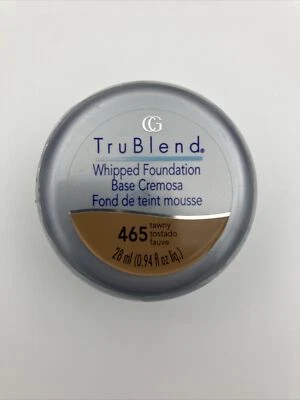 CG
TruBlend®
Whipped Foundation
Base Cremosa
Fond de teint mousse
465 tawny
tostado
fauve
28 ml (0.94 fl oz liq.)